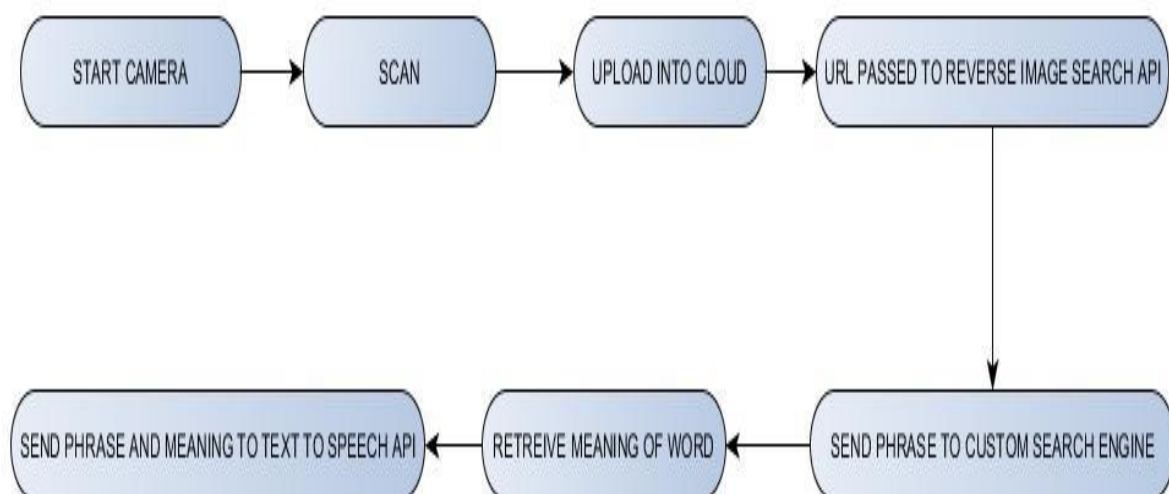 START CAMERA
SCAN
UPLOAD INTO CLOUD
URL PASSED TO REVERSE IMAGE SEARCH API
SEND PHRASE TO CUSTOM SEARCH ENGINE
RETREIVE MEANING OF WORD
SEND PHRASE AND MEANING TO TEXT TO SPEECH API